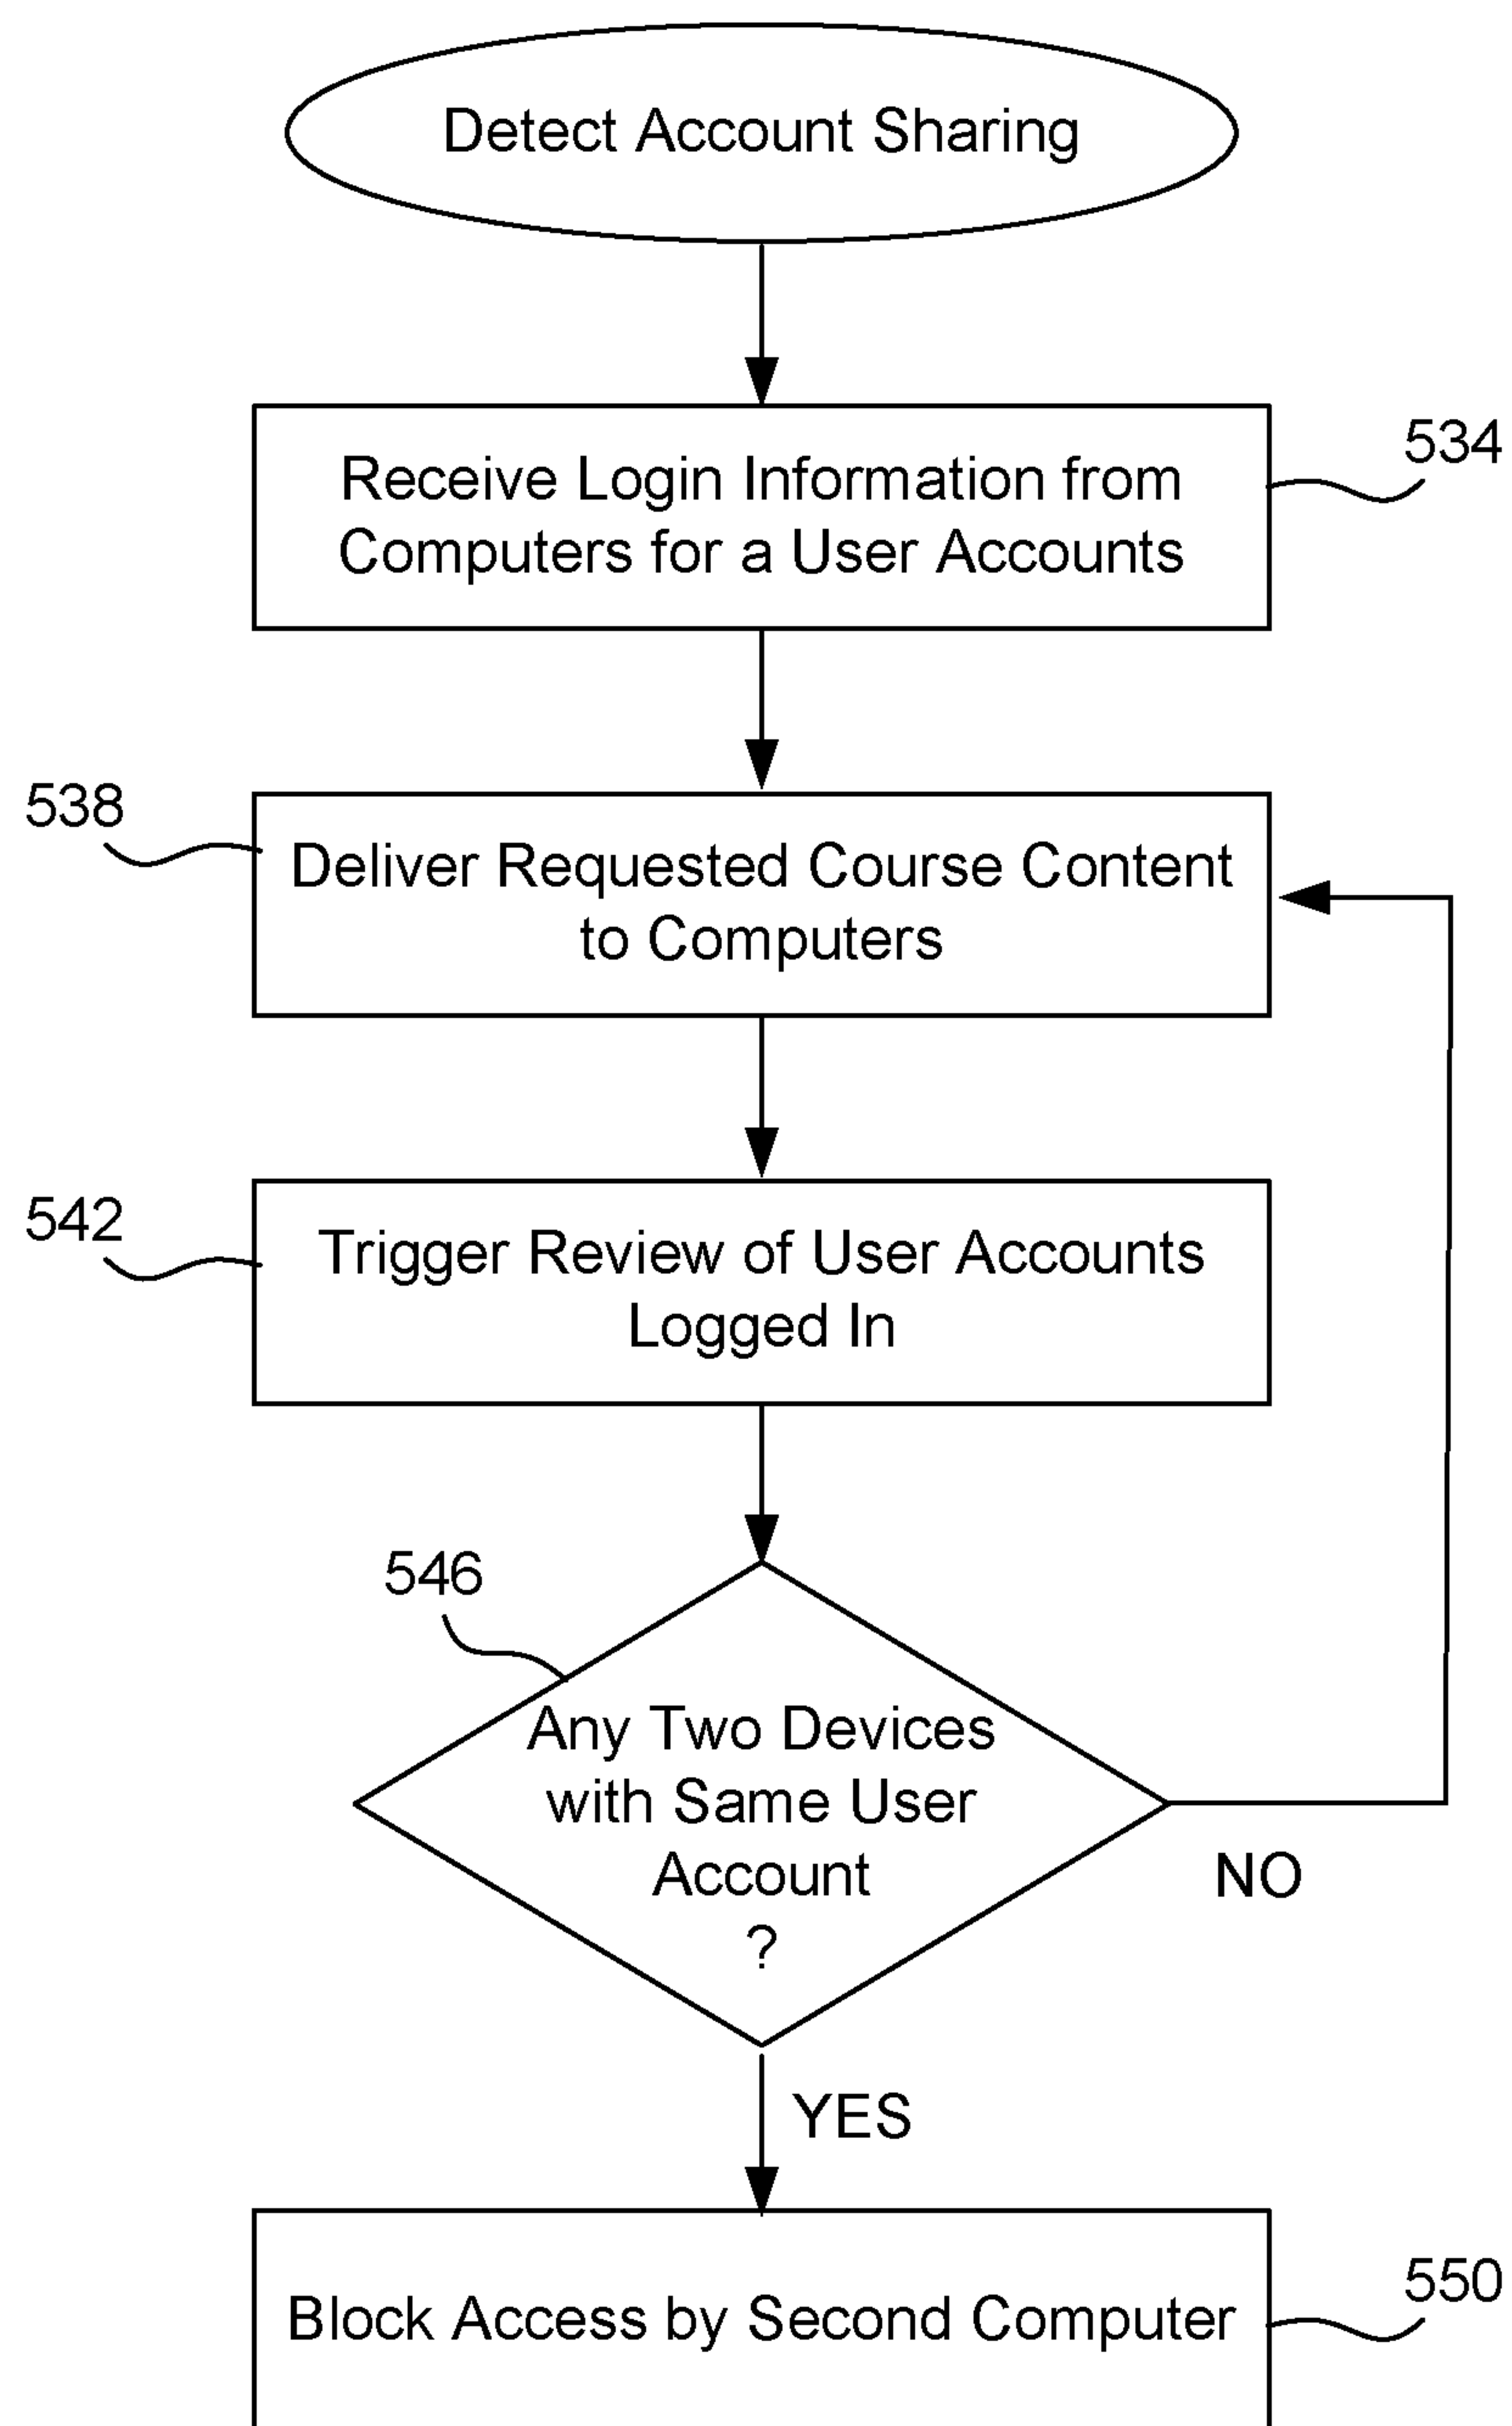 Detect Account Sharing
534
Receive Login Information from
Computers for a User Accounts
538
Deliver Requested Course Content
to Computers
542
Trigger Review of User Accounts
Logged In
546
Any Two Devices
with Same User
Account
?
NO
YES
550
Block Access by Second Computer